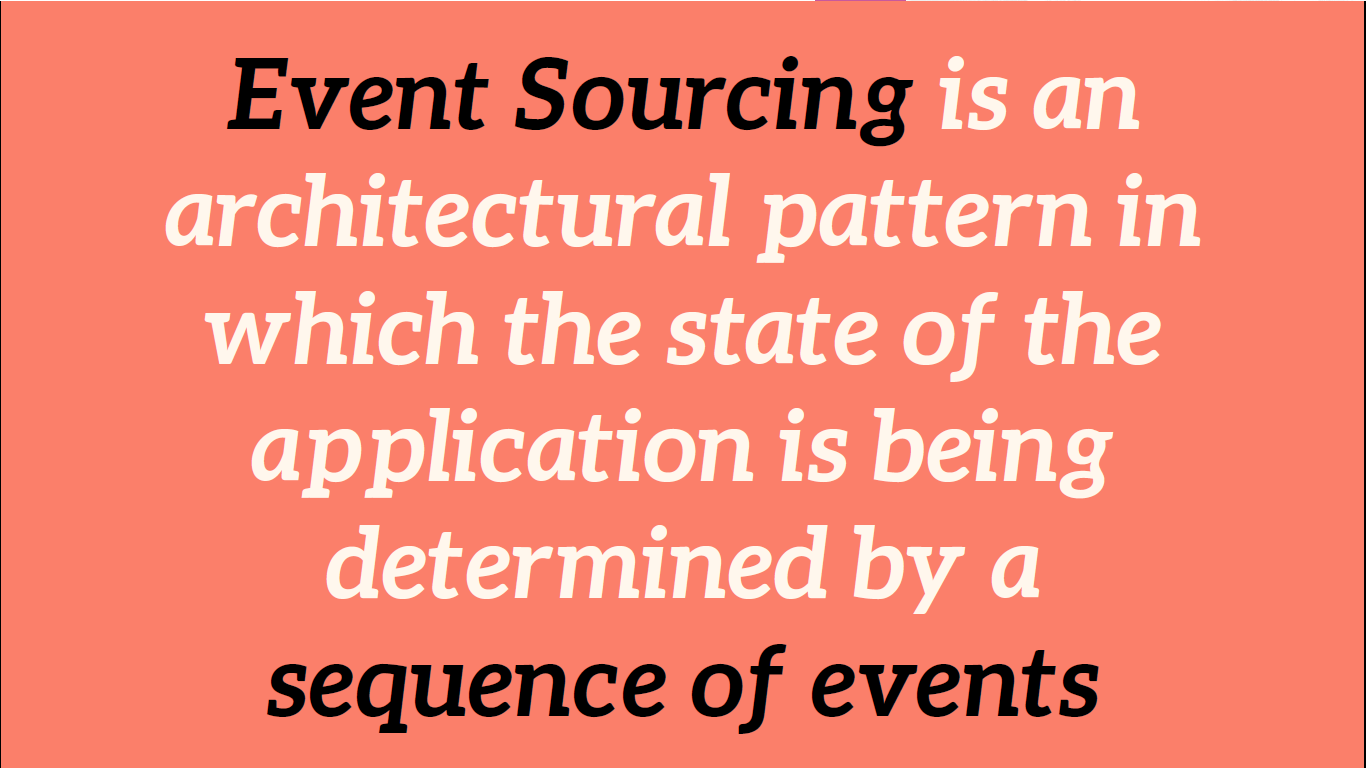 Event Sourcing is an
architectural pattern in
which the state of the
application is being
determined by a
sequence of events